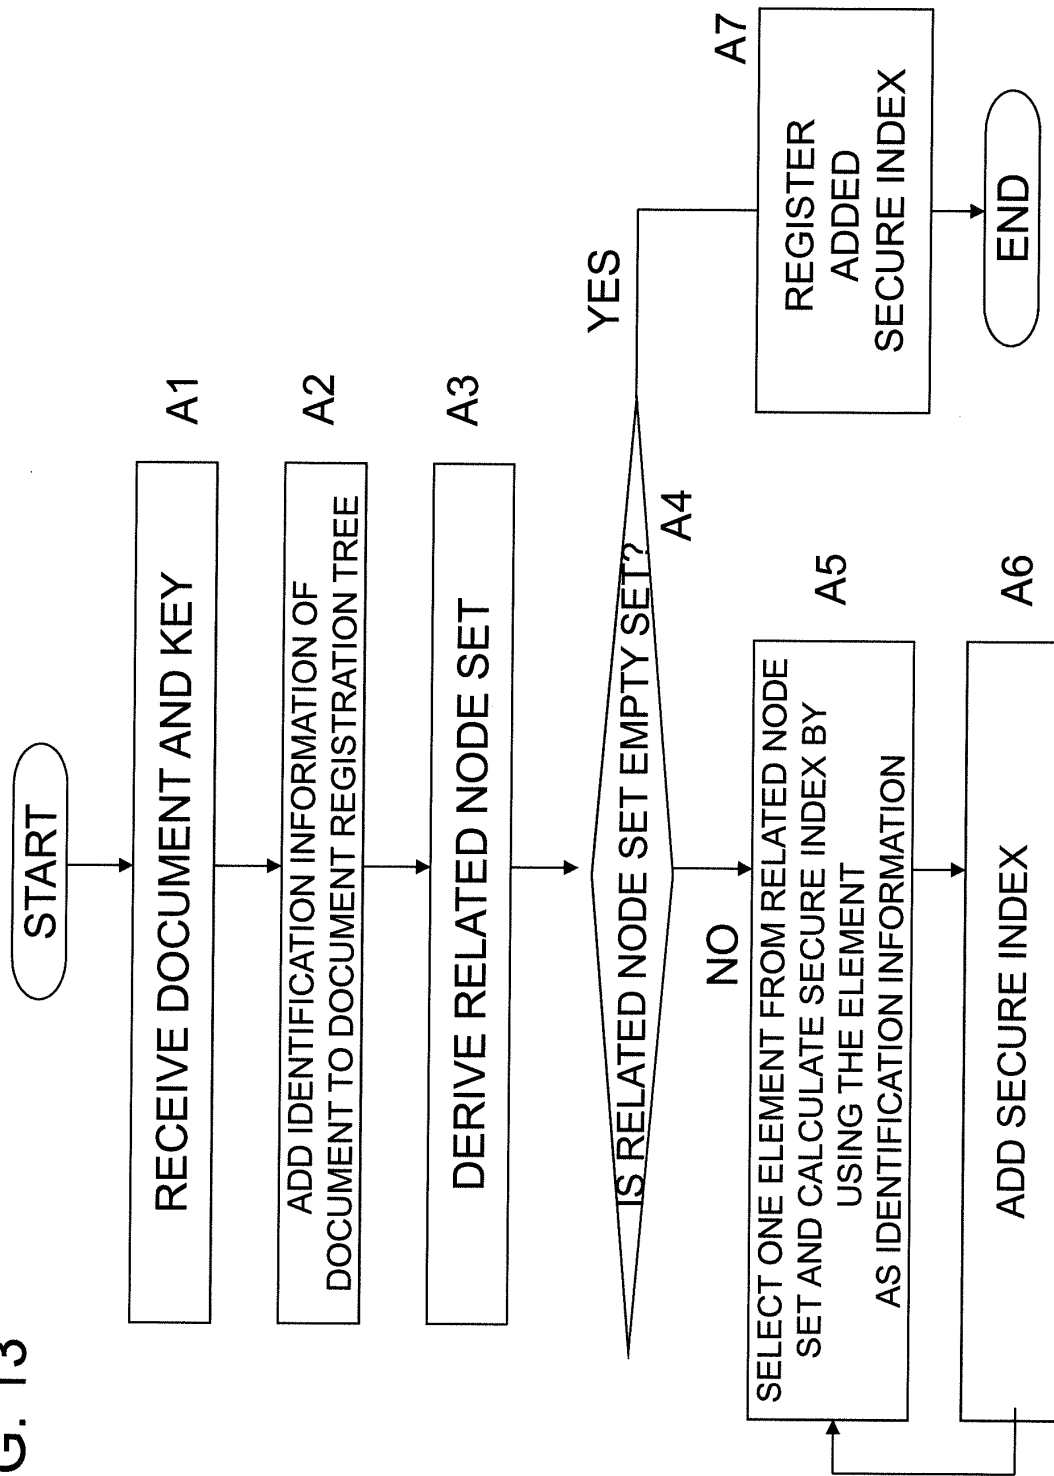 G. 13
START
RECEIVE DOCUMENT AND KEY
A1
ADD IDENTIFICATION INFORMATION OF
DOCUMENT TO DOCUMENT REGISTRATION TREE
A2
DERIVE RELATED NODE SET
A3
IS RELATED NODE SET EMPTY SET?
A4
YES
NO
SELECT ONE ELEMENT FROM RELATED NODE
SET AND CALCULATE SECURE INDEX BY
USING THE ELEMENT
AS IDENTIFICATION INFORMATION
A5
ADD SECURE INDEX
A6
REGISTER
ADDED
SECURE INDEX
A7
END